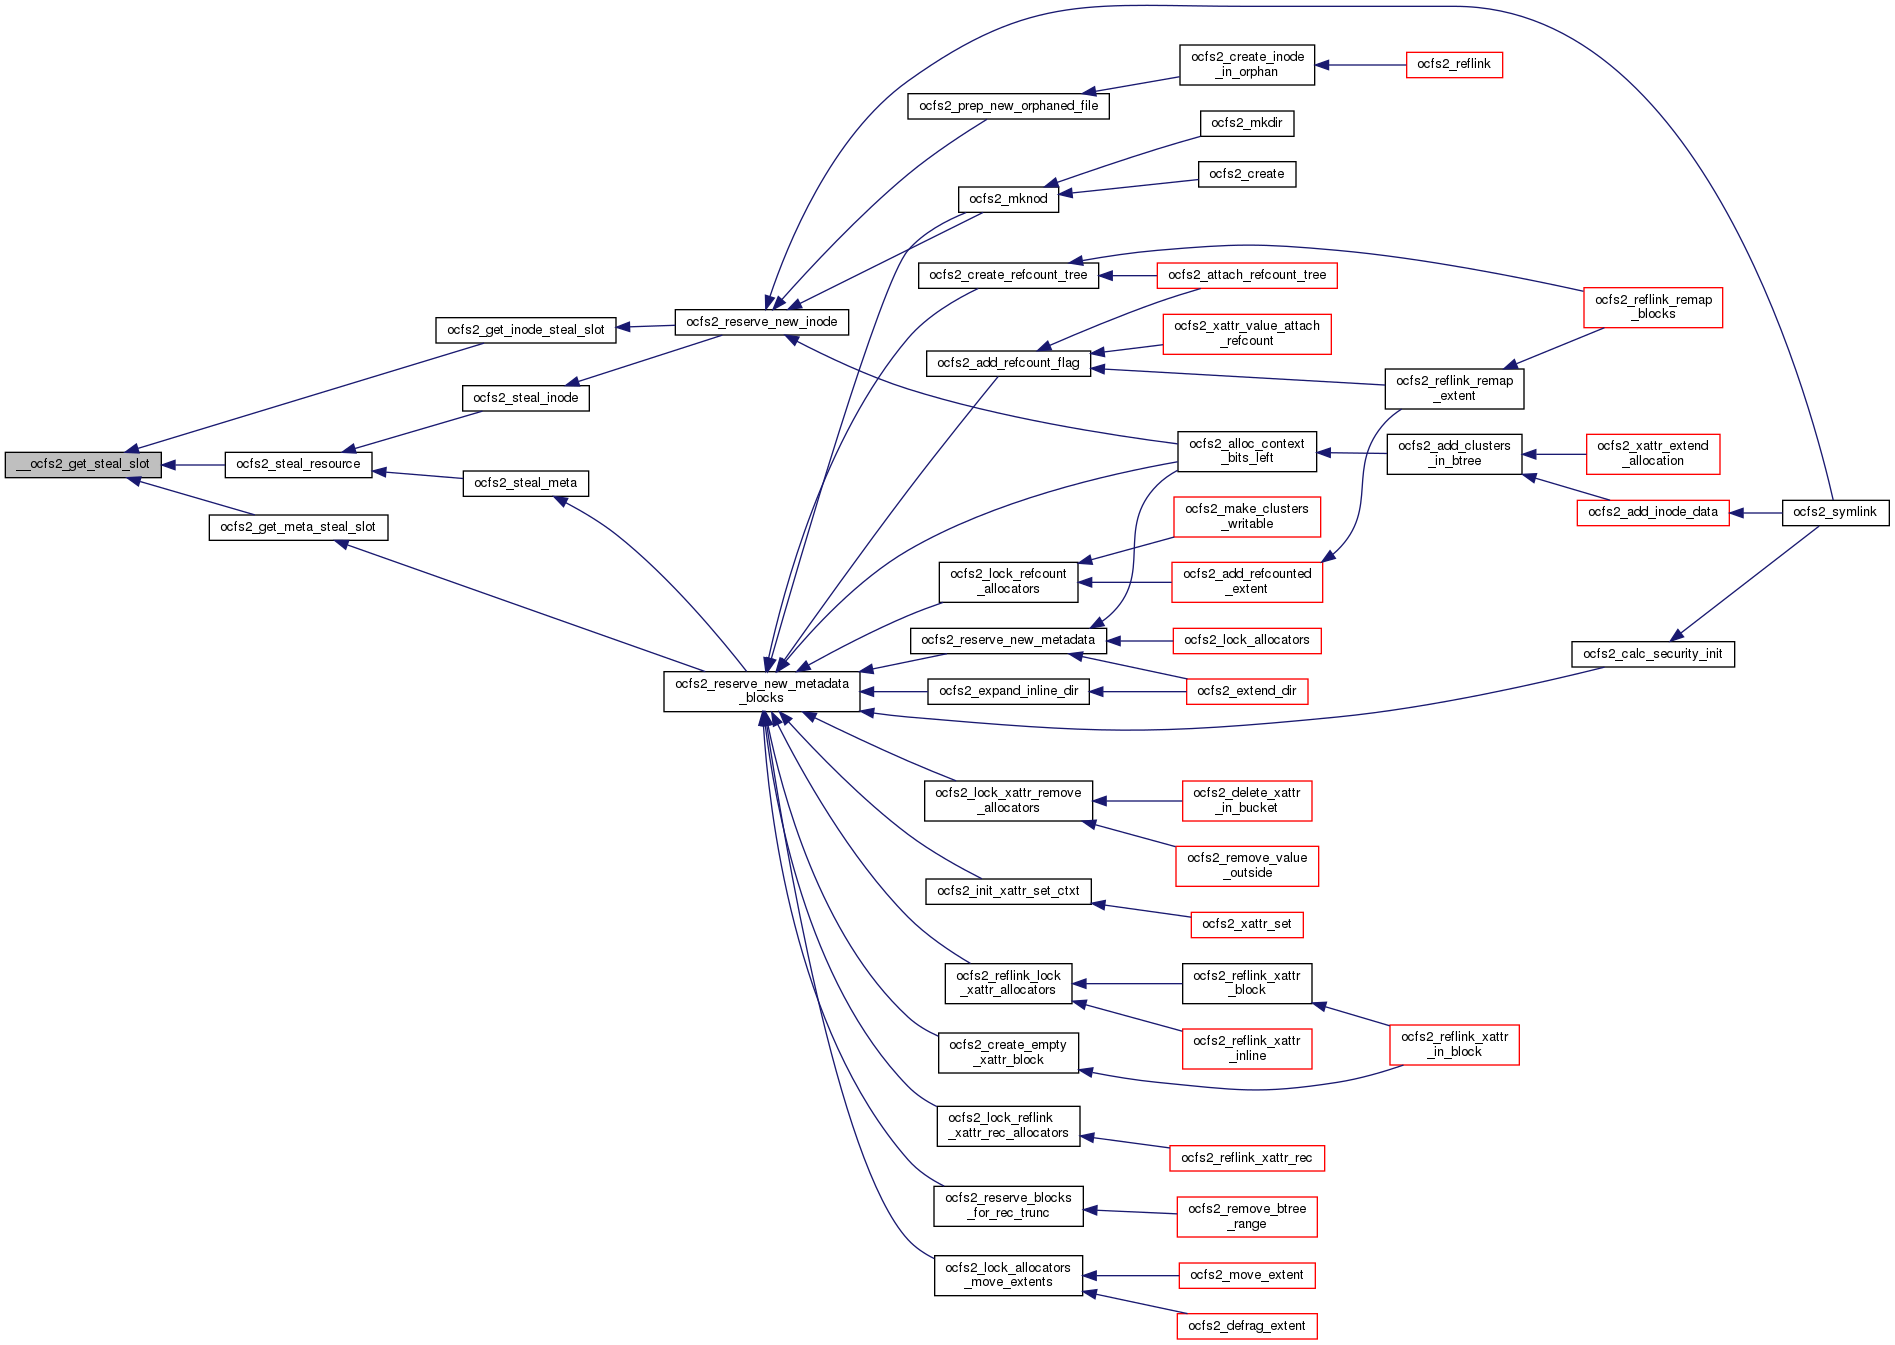 __ocfs2_get_steal_slot
ocfs2_get_inode_steal_slot
ocfs2_steal_resource
ocfs2_get_meta_steal_slot
ocfs2_steal_inode
ocfs2_steal_meta
ocfs2_reserve_new_inode
ocfs2_reserve_new_metadata
_blocks
ocfs2_prep_new_orphaned_file
ocfs2_mknod
ocfs2_create_refcount_tree
ocfs2_add_refcount_flag
ocfs2_lock_refcount
_allocators
ocfs2_reserve_new_metadata
ocfs2_expand_inline_dir
ocfs2_lock_xattr_remove
_allocators
ocfs2_init_xattr_set_ctxt
ocfs2_reflink_lock
_xattr_allocators
ocfs2_create_empty
_xattr_block
ocfs2_lock_reflink
_xattr_rec_allocators
ocfs2_reserve_blocks
_for_rec_trunc
ocfs2_lock_allocators
_move_extents
ocfs2_create_inode
_in_orphan
ocfs2_mkdir
ocfs2_create
ocfs2_attach_refcount_tree
ocfs2_xattr_value_attach
_refcount
ocfs2_alloc_context
_bits_left
ocfs2_make_clusters
_writable
ocfs2_add_refcounted
_extent
ocfs2_lock_allocators
ocfs2_extend_dir
ocfs2_delete_xattr
_in_bucket
ocfs2_remove_value
_outside
ocfs2_xattr_set
ocfs2_reflink_xattr
_block
ocfs2_reflink_xattr
_inline
ocfs2_reflink_xattr_rec
ocfs2_remove_btree
_range
ocfs2_move_extent
ocfs2_defrag_extent
ocfs2_reflink
ocfs2_reflink_remap
_extent
ocfs2_add_clusters
_in_btree
ocfs2_reflink_xattr
_in_block
ocfs2_reflink_remap
_blocks
ocfs2_xattr_extend
_allocation
ocfs2_add_inode_data
ocfs2_calc_security_init
ocfs2_symlink